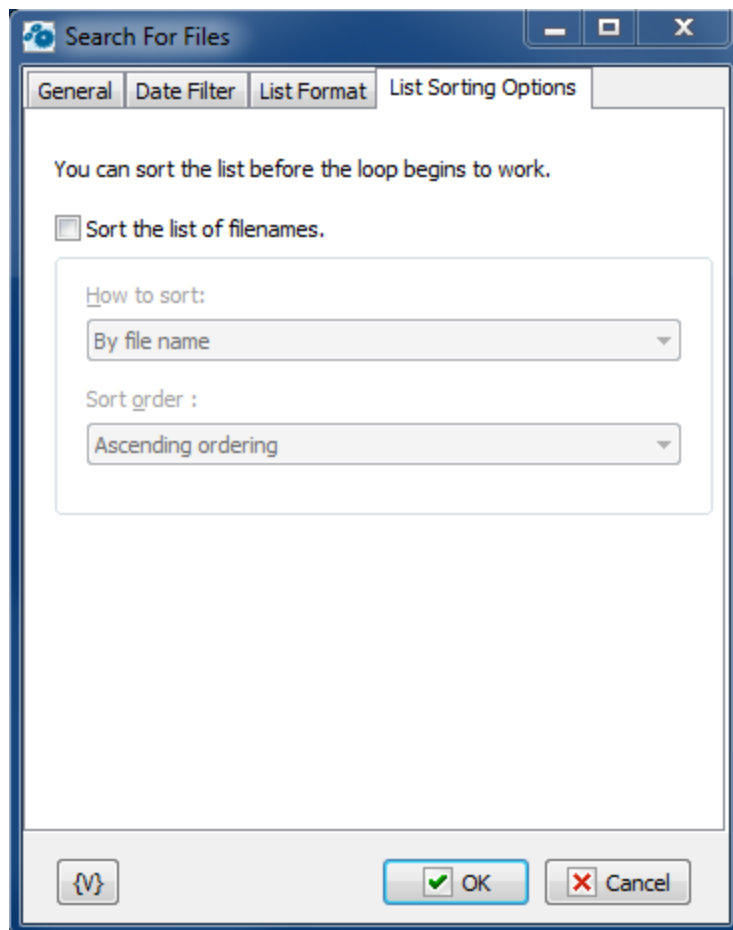 Search For Files
General Date Filter List Format List Sorting Options
You can sort the list before the loop begins to work.
Sort the list of filenames.
How to sort:
By file name
Sort order :
Ascending ordering
{V} OK Cancel